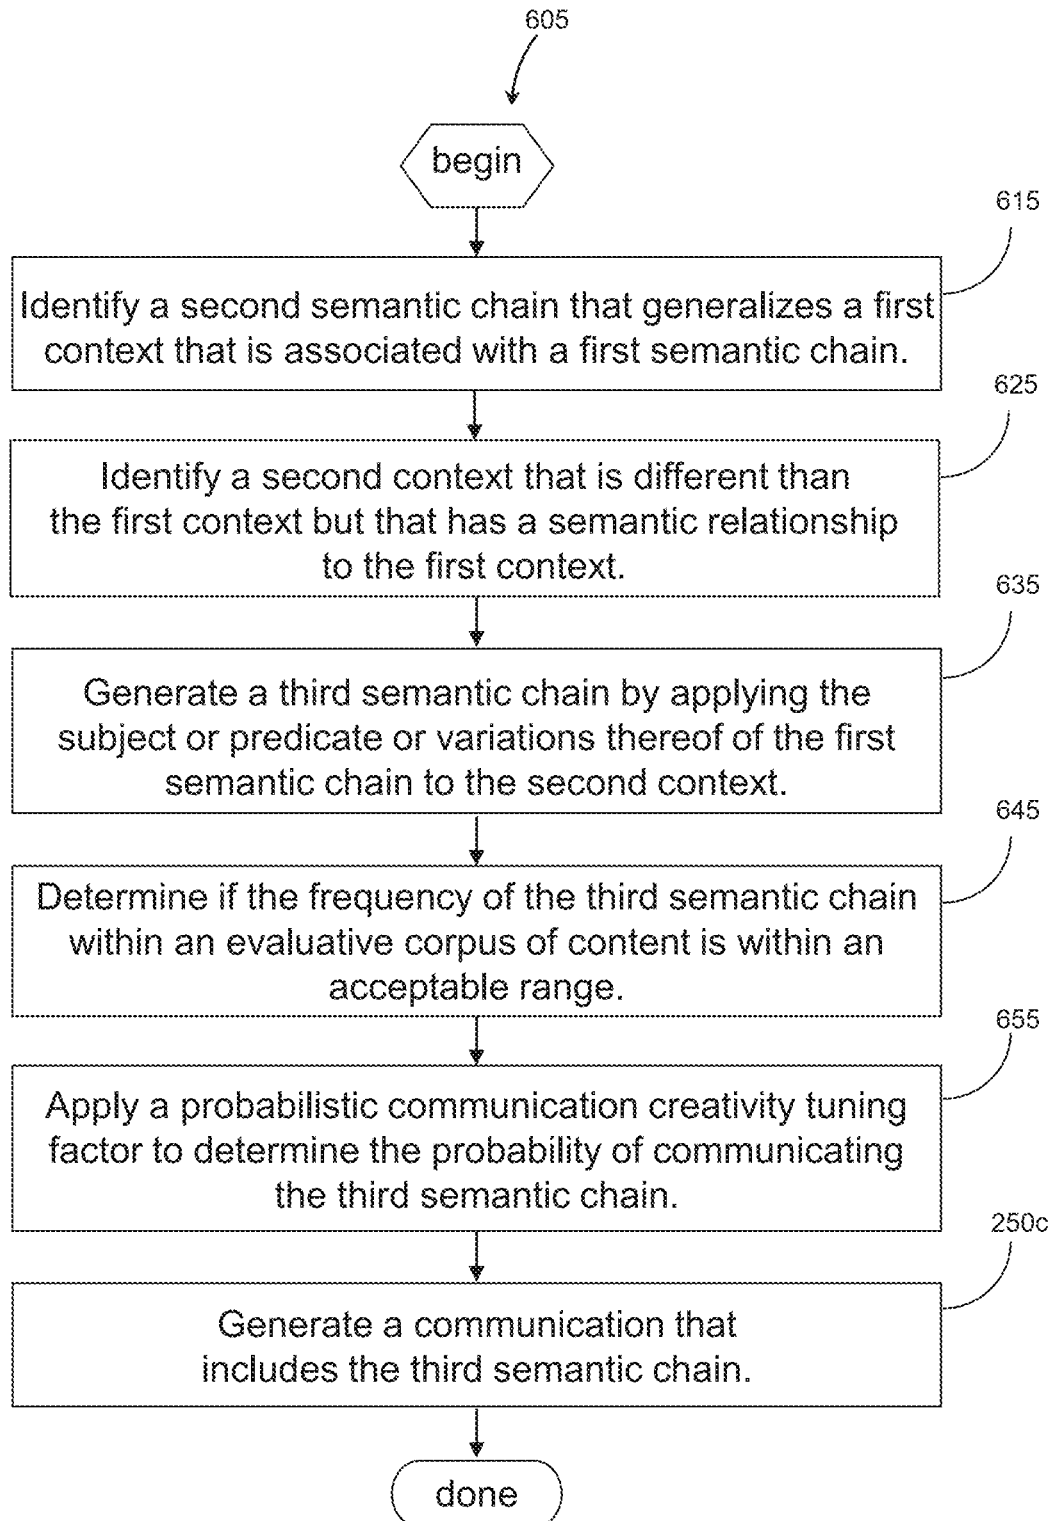 605
begin
615
Identify a second semantic chain that generalizes a first
context that is associated with a first semantic chain.
625
Identify a second context that is different than
the first context but that has a semantic relationship
to the first context.
635
Generate a third semantic chain by applying the
subject or predicate or variations thereof of the first
semantic chain to the second context.
645
Determine if the frequency of the third semantic chain
within an evaluative corpus of content is within an
acceptable range.
655
Apply a probabilistic communication creativity tuning
factor to determine the probability of communicating
the third semantic chain.
250c
Generate a communication that
includes the third semantic chain.
done